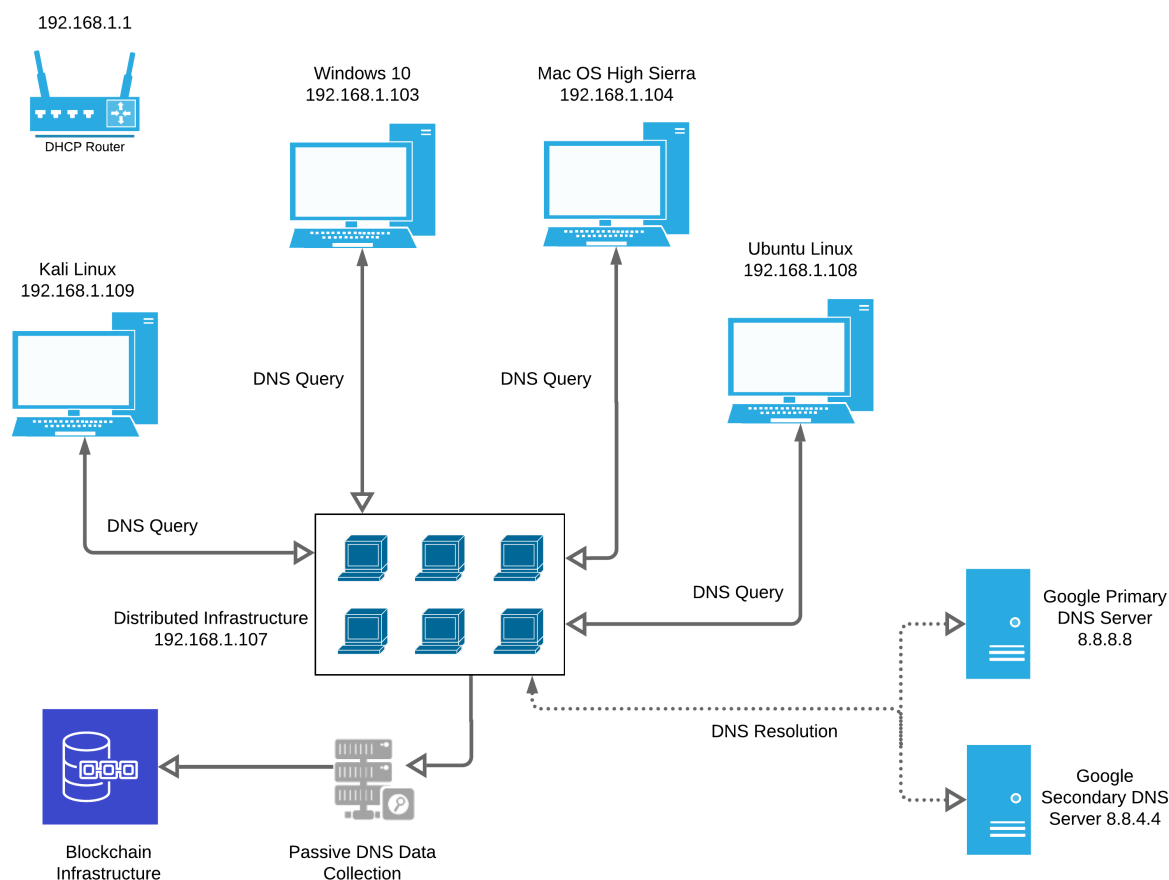 192.168.1.1
DHCP Router
Windows 10
192.168.1.103
Mac OS High Sierra
192.168.1.104
Kali Linux
192.168.1.109
Ubuntu Linux
192.168.1.108
DNS Query
DNS Query
DNS Query
DNS Query
Distributed Infrastructure
192.168.1.107
Google Primary
DNS Server
8.8.8.8
DNS Resolution
Google
Secondary DNS
Server 8.8.4.4
Blockchain
Infrastructure
Passive DNS Data
Collection